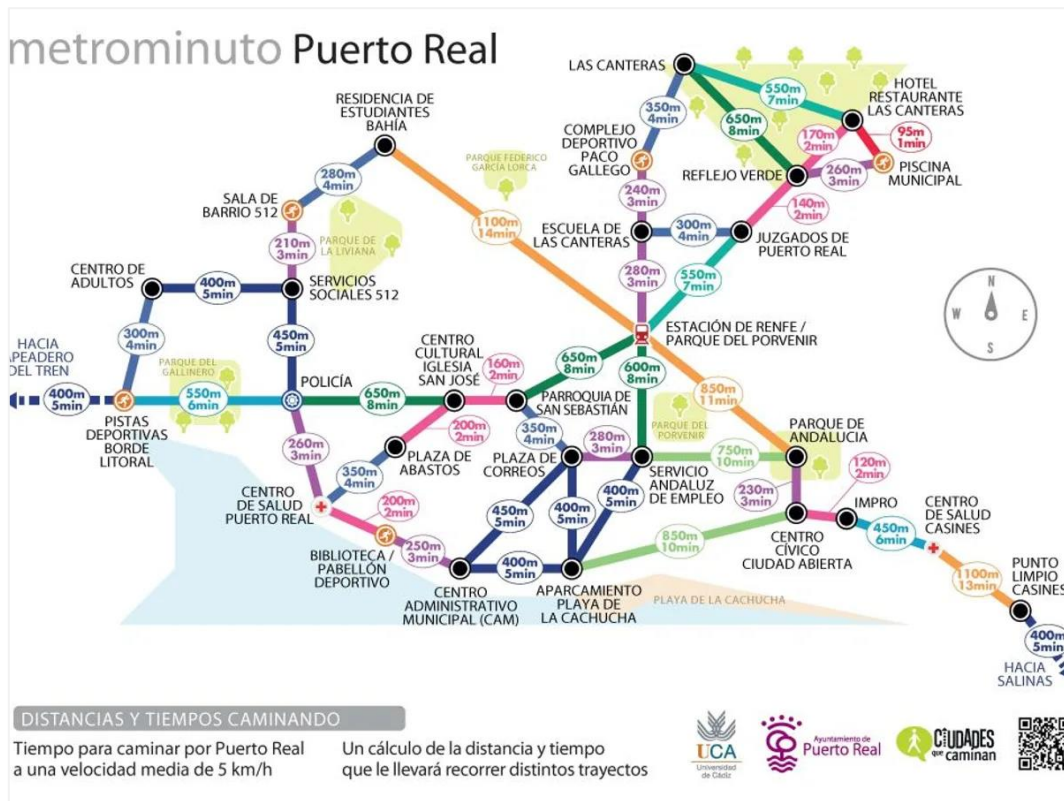 metrominuto Puerto Real
LAS CANTERAS
550m
7min
HOTEL
RESTAURANTE
LAS CANTERAS
RESIDENCIA DE
ESTUDIANTES
BAHÍA
350m
4min
650m
8min
170m
2min
95m
1min
COMPLEJO
DEPORTIVO
PACO
GALLEGO
PARQUE FEDERICO
GARCÍA LORCA
280m
4min
REFLEJO VERDE
260m
3min
PISCINA
MUNICIPAL
SALA DE
BARRIO 512
240m
3min
140m
2min
1100m
14min
210m
3min
PARQUE DE
LA LIVIANA
ESCUELA DE
LAS CANTERAS
300m
4min
JUZGADOS DE
PUERTO REAL
CENTRO DE
ADULTOS
400m
5min
SERVICIOS
SOCIALES 512
280m
3min
550m
7min
300m
4min
450m
5min
ESTACIÓN DE RENFE /
PARQUE DEL PORVENIR
HACIA
APEADERO
DEL TREN
CENTRO
CULTURAL
IGLESIA
SAN JOSÉ
PARQUE DEL
GALLINERO
160m
2min
650m
8min
600m
8min
400m
5min
550m
6min
POLICÍA
650m
8min
850m
11min
PARROQUIA DE
SAN SEBASTIÁN
PISTAS
DEPORTIVAS
BORDE
LITORAL
200m
2min
350m
4min
280m
3min
PARQUE DEL
PORVENIR
PARQUE DE
ANDALUCIA
260m
3min
PLAZA DE
ABASTOS
PLAZA DE
CORREOS
750m
10min
SERVICIO
ANDALUZ
DE EMPLEO
120m
2min
350m
4min
230m
3min
CENTRO
DE SALUD
PUERTO REAL
200m
2min
450m
5min
400m
5min
400m
5min
IMPRO
CENTRO
DE SALUD
CASINES
850m
10min
450m
6min
BIBLIOTECA /
PABELLÓN
DEPORTIVO
250m
3min
CENTRO
CÍVICO
CIUDAD ABIERTA
400m
5min
1100m
13min
PUNTO
LIMPIO
CASINES
CENTRO
ADMINISTRATIVO
MUNICIPAL (CAM)
APARCAMIENTO
PLAYA DE
LA CACHUCHA
PLAYA DE LA CACHUCHA
400m
5min
HACIA
SALINAS
N
W E
S
DISTANCIAS Y TIEMPOS CAMINANDO
Tiempo para caminar por Puerto Real
a una velocidad media de 5 km/h
Un cálculo de la distancia y tiempo
que le llevará recorrer distintos trayectos
UCA
Universidad
de Cádiz
Ayuntamiento de
Puerto Real
CiUDADES
que caminan